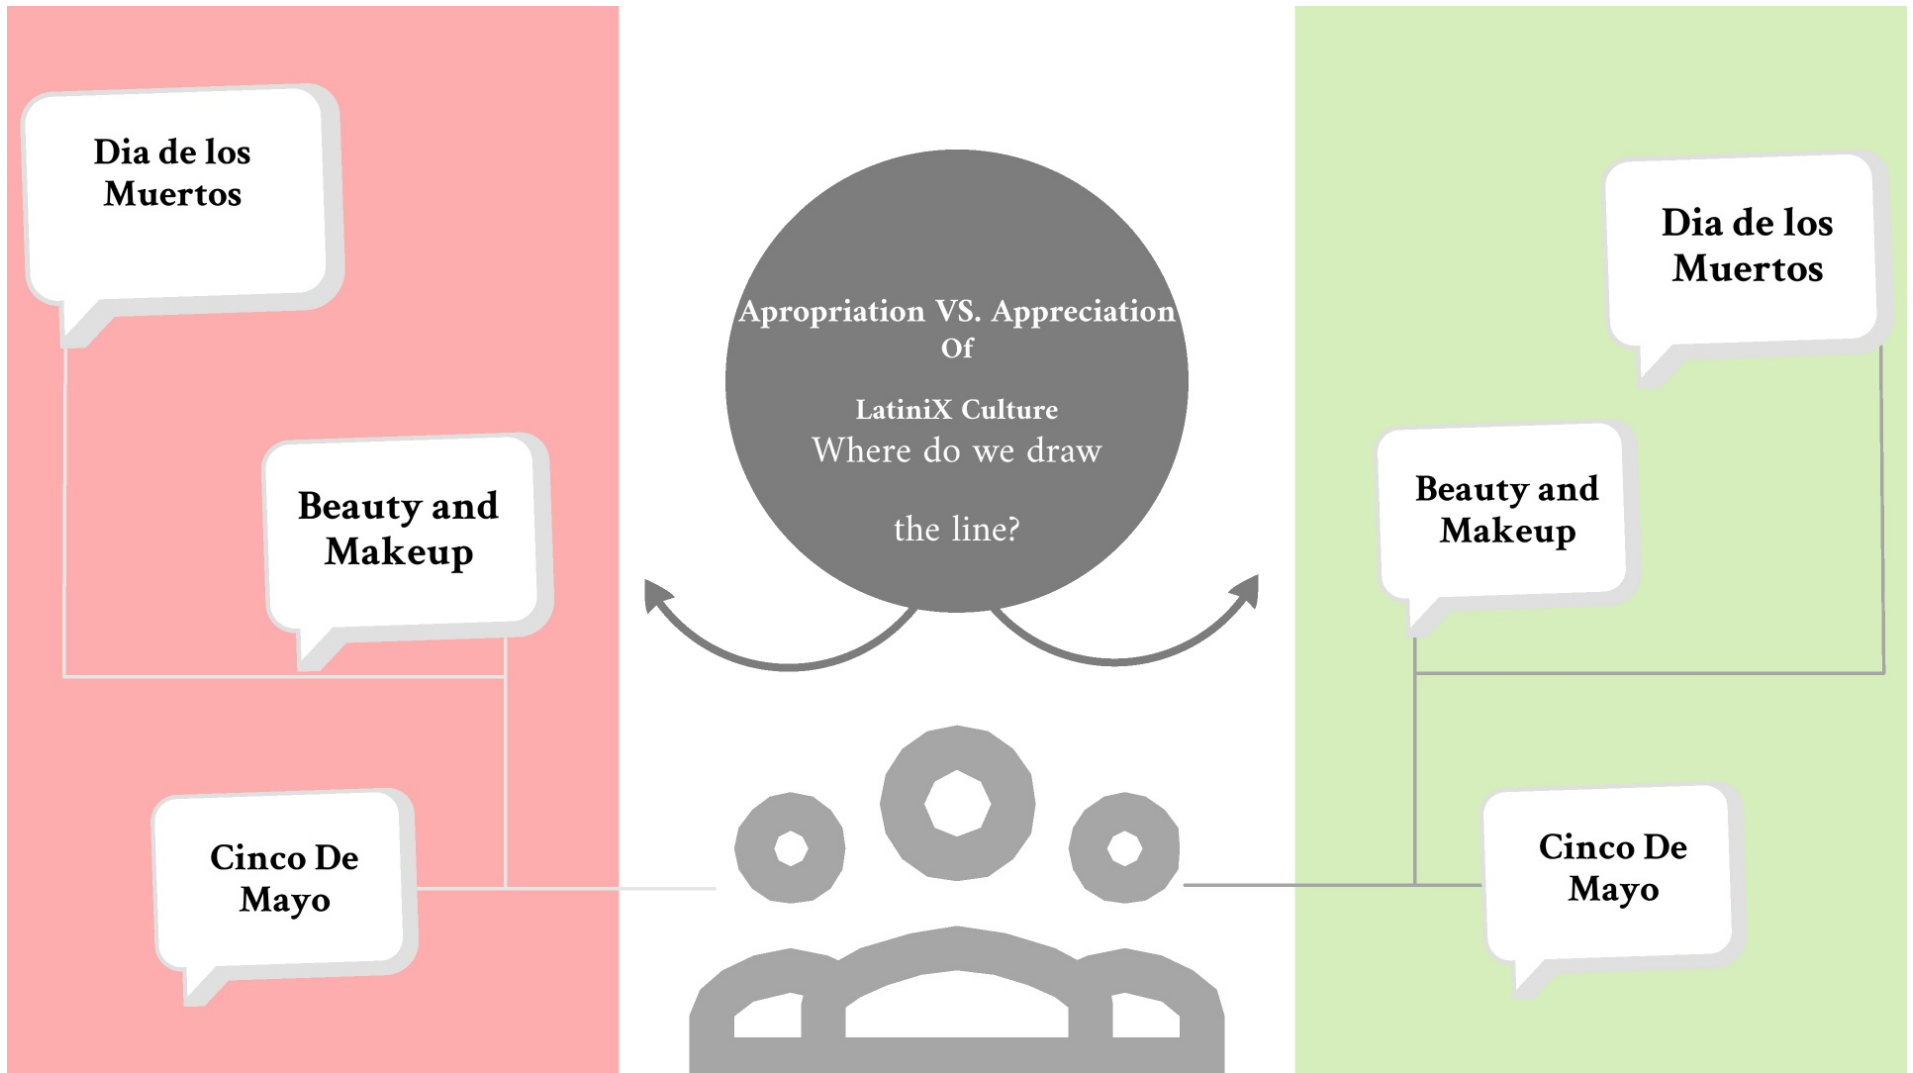 Dia de los
Muertos
Beauty and
Makeup
Cinco De
Mayo
Apropriation VS. Appreciation
Of
LatiniX Culture
Where do we draw
the line?
Dia de los
Muertos
Beauty and
Makeup
Cinco De
Mayo